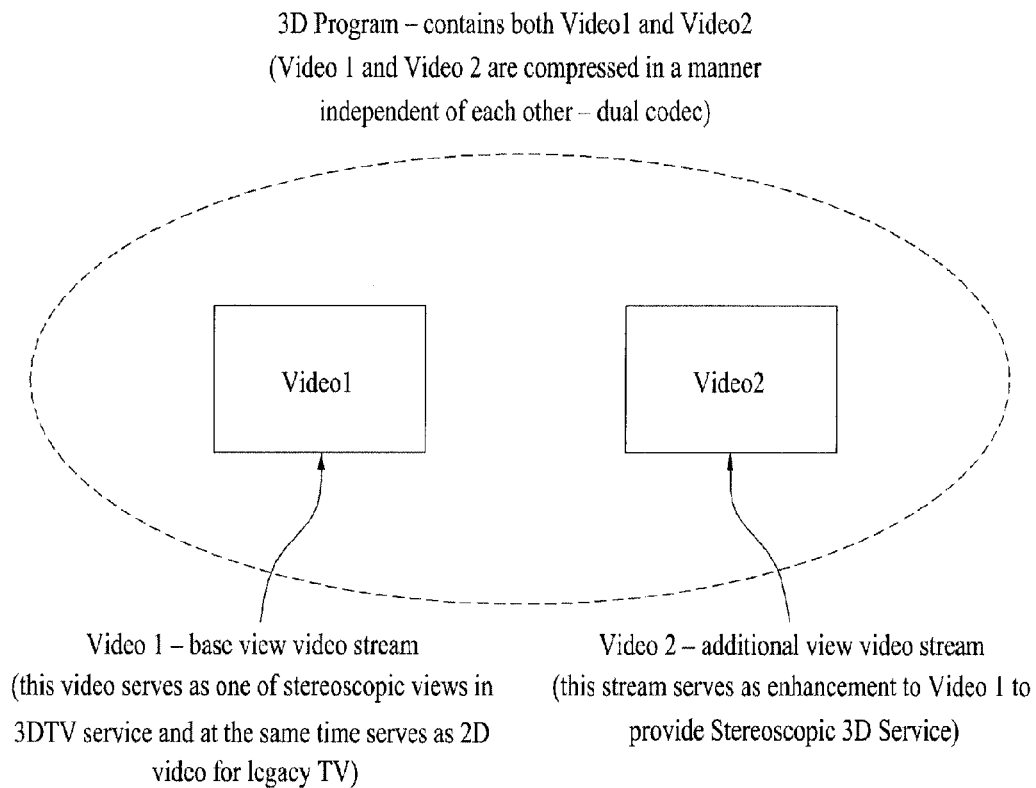 3D Program – contains both Video1 and Video2
(Video 1 and Video 2 are compressed in a manner
independent of each other – dual codec)
Video1
Video2
Video 1 – base view video stream
(this video serves as one of stereoscopic views in
3DTV service and at the same time serves as 2D
video for legacy TV)
Video 2 – additional view video stream
(this stream serves as enhancement to Video 1 to
provide Stereoscopic 3D Service)